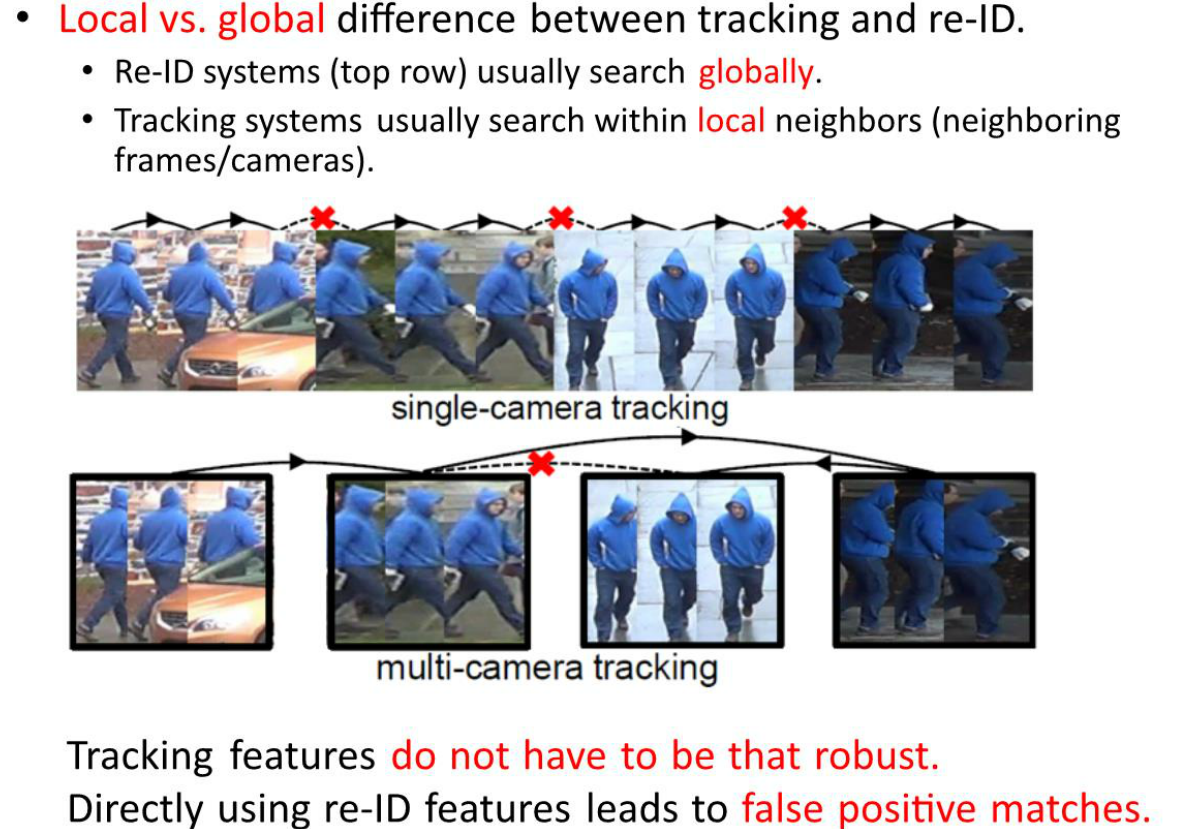 • Local vs. global difference between tracking and re-ID.
• Re-ID systems (top row) usually search globally.
• Tracking systems usually search within local neighbors (neighboring
frames/cameras).
single-camera tracking
multi-camera tracking
Tracking features do not have to be that robust.
Directly using re-ID features leads to false positive matches.